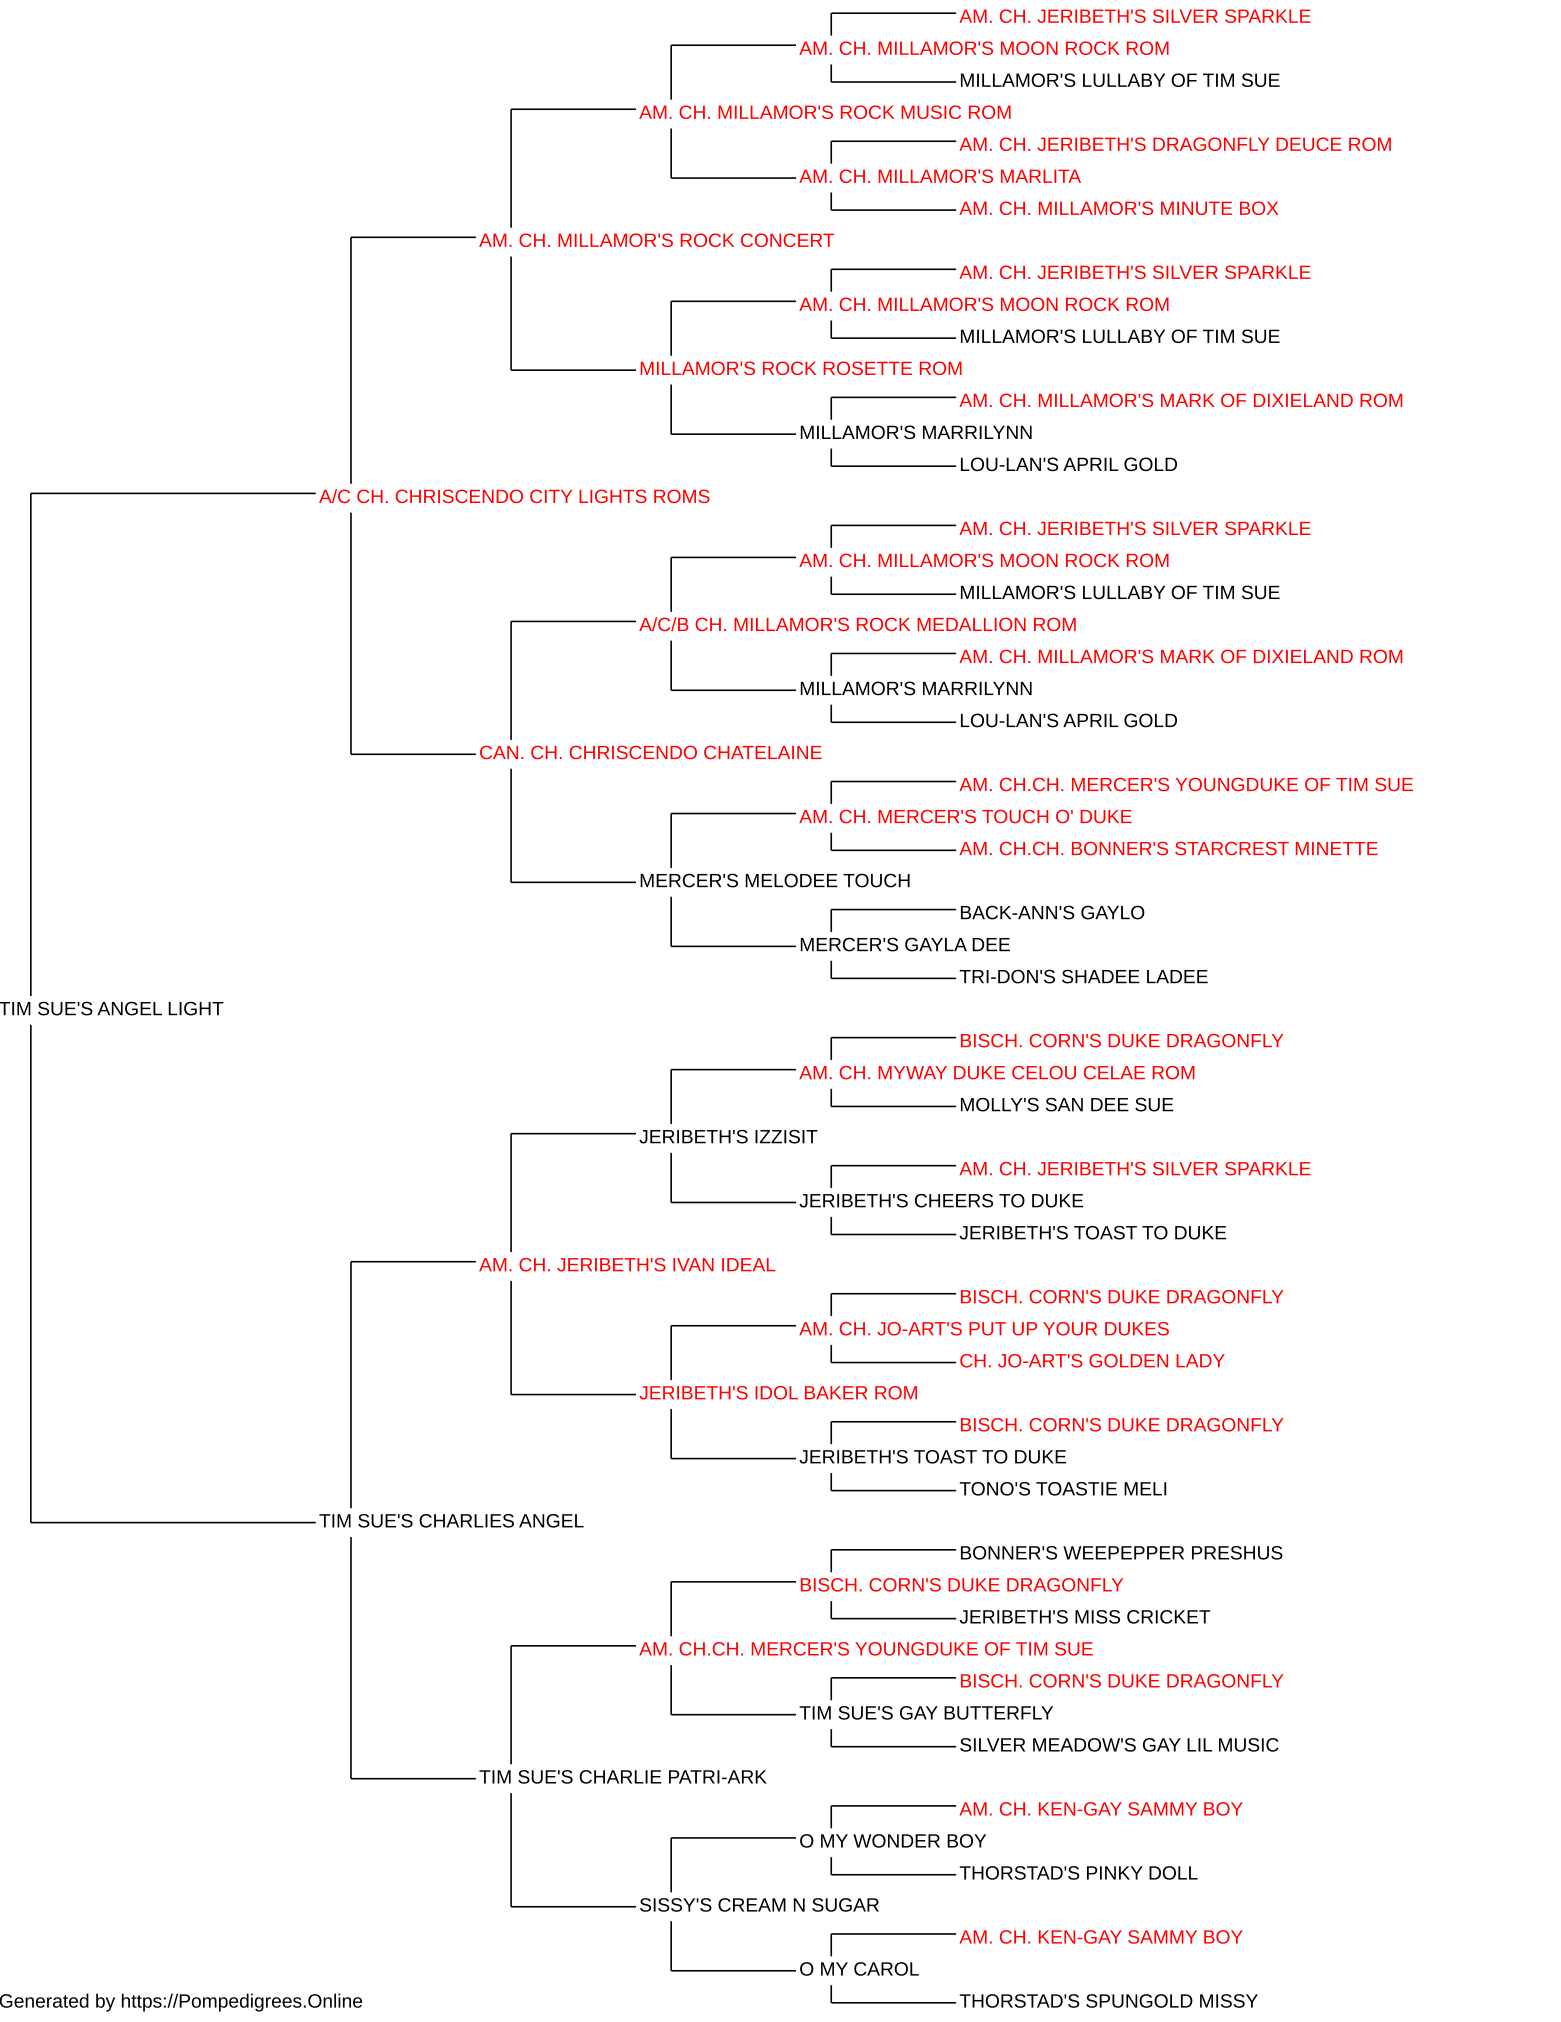 AM. CH. JERIBETH'S SILVER SPARKLE
AM. CH. MILLAMOR'S MOON ROCK ROM
MILLAMOR'S LULLABY OF TIM SUE
AM. CH. MILLAMOR'S ROCK MUSIC ROM
AM. CH. JERIBETH'S DRAGONFLY DEUCE ROM
AM. CH. MILLAMOR'S MARLITA
AM. CH. MILLAMOR'S MINUTE BOX
AM. CH. MILLAMOR'S ROCK CONCERT
AM. CH. JERIBETH'S SILVER SPARKLE
AM. CH. MILLAMOR'S MOON ROCK ROM
MILLAMOR'S LULLABY OF TIM SUE
MILLAMOR'S ROCK ROSETTE ROM
AM. CH. MILLAMOR'S MARK OF DIXIELAND ROM
MILLAMOR'S MARRILYNN
LOU-LAN'S APRIL GOLD
A/C CH. CHRISCENDO CITY LIGHTS ROMS
AM. CH. JERIBETH'S SILVER SPARKLE
AM. CH. MILLAMOR'S MOON ROCK ROM
MILLAMOR'S LULLABY OF TIM SUE
A/C/B CH. MILLAMOR'S ROCK MEDALLION ROM
AM. CH. MILLAMOR'S MARK OF DIXIELAND ROM
MILLAMOR'S MARRILYNN
LOU-LAN'S APRIL GOLD
CAN. CH. CHRISCENDO CHATELAINE
AM. CH.CH. MERCER'S YOUNGDUKE OF TIM SUE
AM. CH. MERCER'S TOUCH O' DUKE
AM. CH.CH. BONNER'S STARCREST MINETTE
MERCER'S MELODEE TOUCH
BACK-ANN'S GAYLO
MERCER'S GAYLA DEE
TRI-DON'S SHADEE LADEE
TIM SUE'S ANGEL LIGHT
BISCH. CORN'S DUKE DRAGONFLY
AM. CH. MYWAY DUKE CELOU CELAE ROM
MOLLY'S SAN DEE SUE
JERIBETH'S IZZISIT
AM. CH. JERIBETH'S SILVER SPARKLE
JERIBETH'S CHEERS TO DUKE
JERIBETH'S TOAST TO DUKE
AM. CH. JERIBETH'S IVAN IDEAL
BISCH. CORN'S DUKE DRAGONFLY
AM. CH. JO-ART'S PUT UP YOUR DUKES
CH. JO-ART'S GOLDEN LADY
JERIBETH'S IDOL BAKER ROM
BISCH. CORN'S DUKE DRAGONFLY
JERIBETH'S TOAST TO DUKE
TONO'S TOASTIE MELI
TIM SUE'S CHARLIES ANGEL
BONNER'S WEEPEPPER PRESHUS
BISCH. CORN'S DUKE DRAGONFLY
JERIBETH'S MISS CRICKET
AM. CH.CH. MERCER'S YOUNGDUKE OF TIM SUE
BISCH. CORN'S DUKE DRAGONFLY
TIM SUE'S GAY BUTTERFLY
SILVER MEADOW'S GAY LIL MUSIC
TIM SUE'S CHARLIE PATRI-ARK
AM. CH. KEN-GAY SAMMY BOY
O MY WONDER BOY
THORSTAD'S PINKY DOLL
SISSY'S CREAM N SUGAR
AM. CH. KEN-GAY SAMMY BOY
O MY CAROL
THORSTAD'S SPUNGOLD MISSY
Generated by https://Pompedigrees.Online